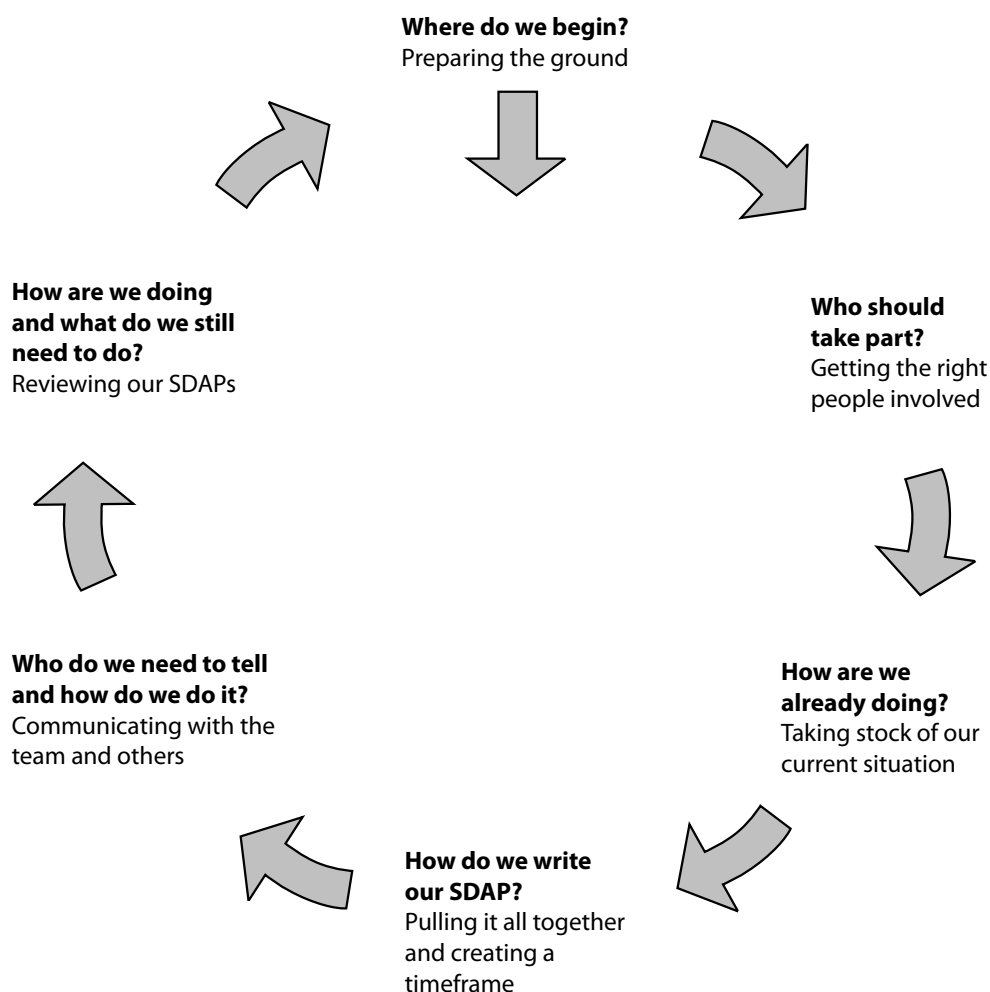 Where do we begin?
Preparing the ground
Who should
take part?
Getting the right
people involved
How are we
already doing?
Taking stock of our
current situation
How do we write
our SDAP?
Pulling it all together
and creating a
timeframe
Who do we need to tell
and how do we do it?
Communicating with the
team and others
How are we doing
and what do we still
need to do?
Reviewing our SDAPs